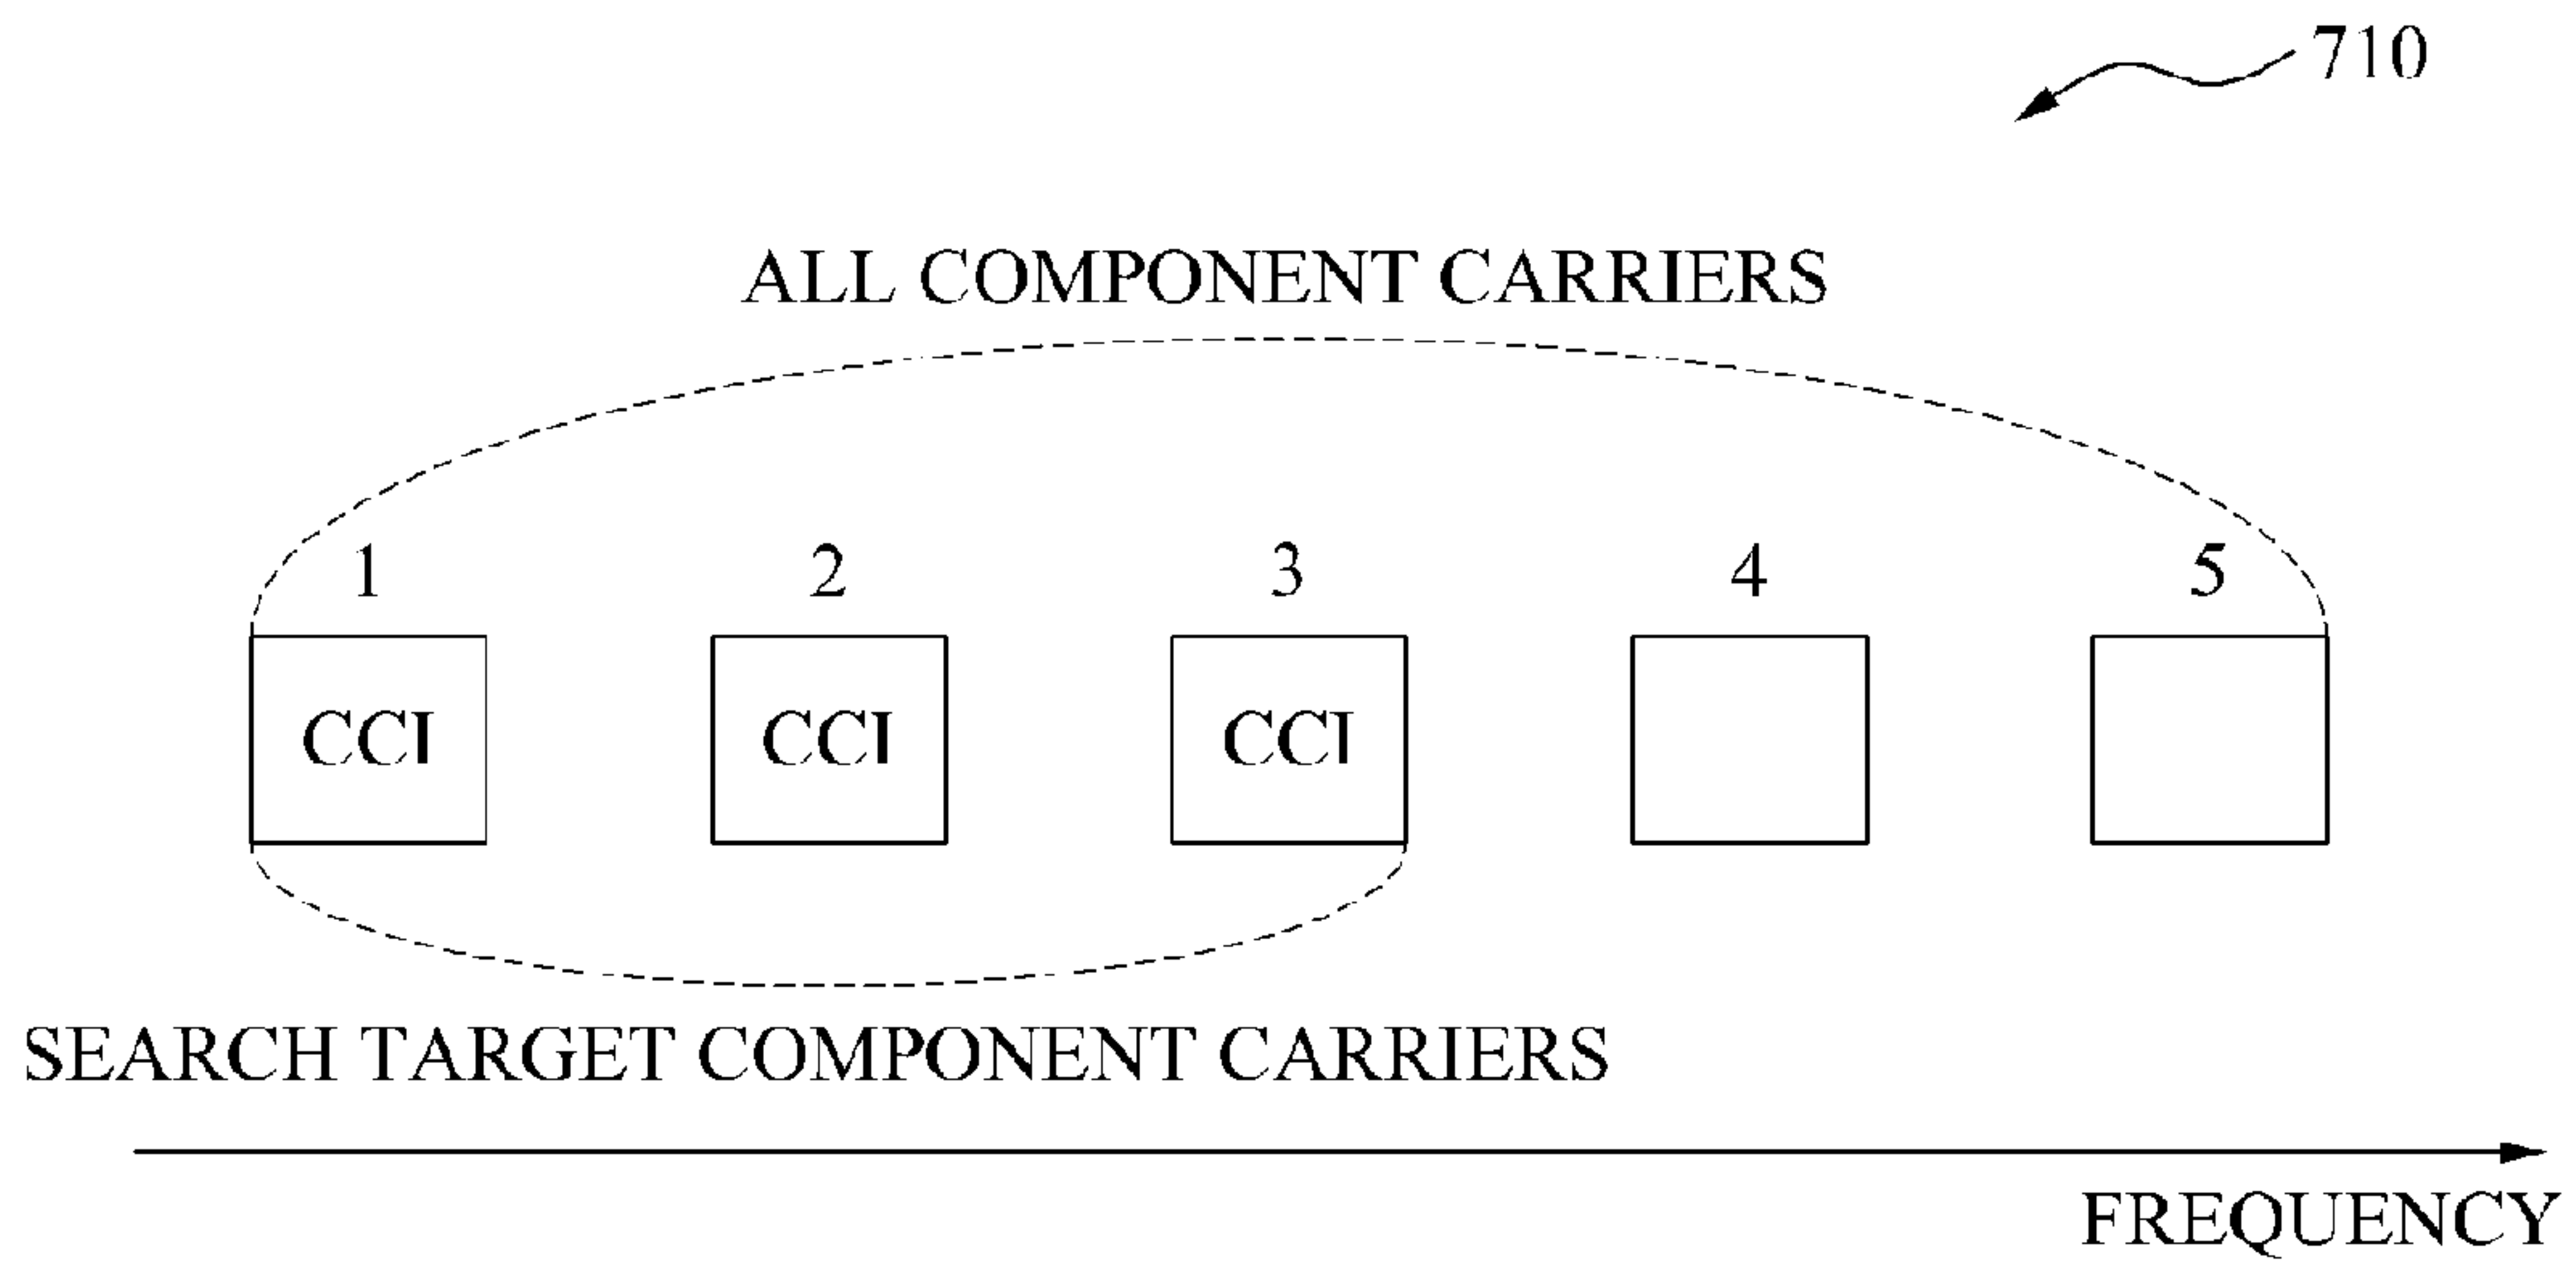 710
ALL COMPONENT CARRIERS
1 2 3 4 5
CCI CCI CCI
SEARCH TARGET COMPONENT CARRIERS
FREQUENCY